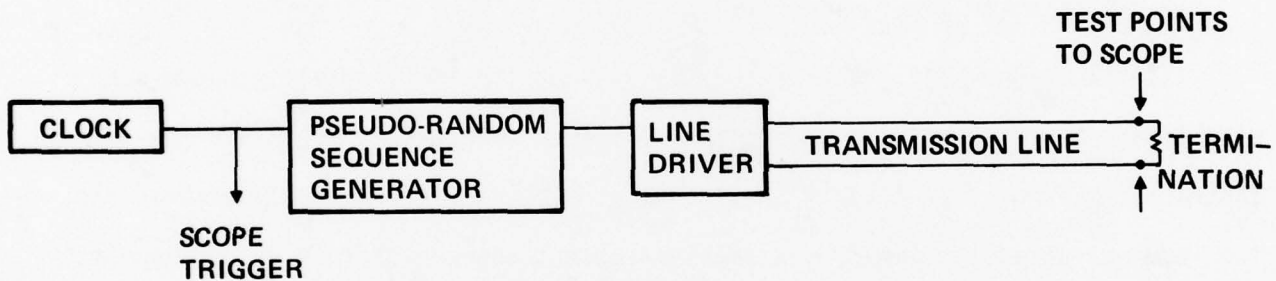 TEST POINTS
TO SCOPE
CLOCK
PSEUDO-RANDOM
SEQUENCE
GENERATOR
LINE
DRIVER
TRANSMISSION LINE
TERMI–
NATION
SCOPE
TRIGGER